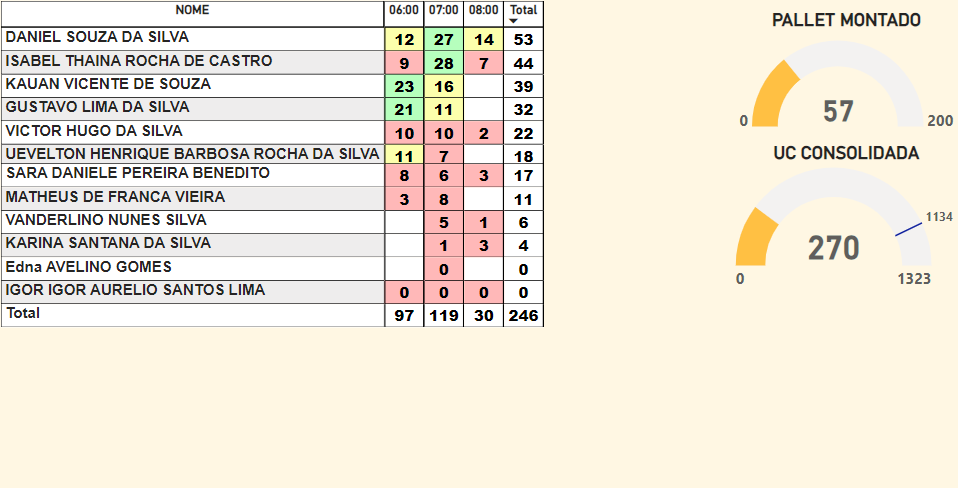 NOME 06:00 07:00 08:00 Total
DANIEL SOUZA DA SILVA 12 27 14 53
ISABEL THAINA ROCHA DE CASTRO 9 28 7 44
KAUAN VICENTE DE SOUZA 23 16 39
GUSTAVO LIMA DA SILVA 21 11 32
VICTOR HUGO DA SILVA 10 10 2 22
UEVELTON HENRIQUE BARBOSA ROCHA DA SILVA 11 7 18
SARA DANIELE PEREIRA BENEDITO 8 6 3 17
MATHEUS DE FRANCA VIEIRA 3 8 11
VANDERLINO NUNES SILVA 5 1 6
KARINA SANTANA DA SILVA 1 3 4
Edna AVELINO GOMES 0 0
IGOR IGOR AURELIO SANTOS LIMA 0 0 0 0
Total 97 119 30 246
PALLET MONTADO
57
0 200
UC CONSOLIDADA
1134
270
0 1323